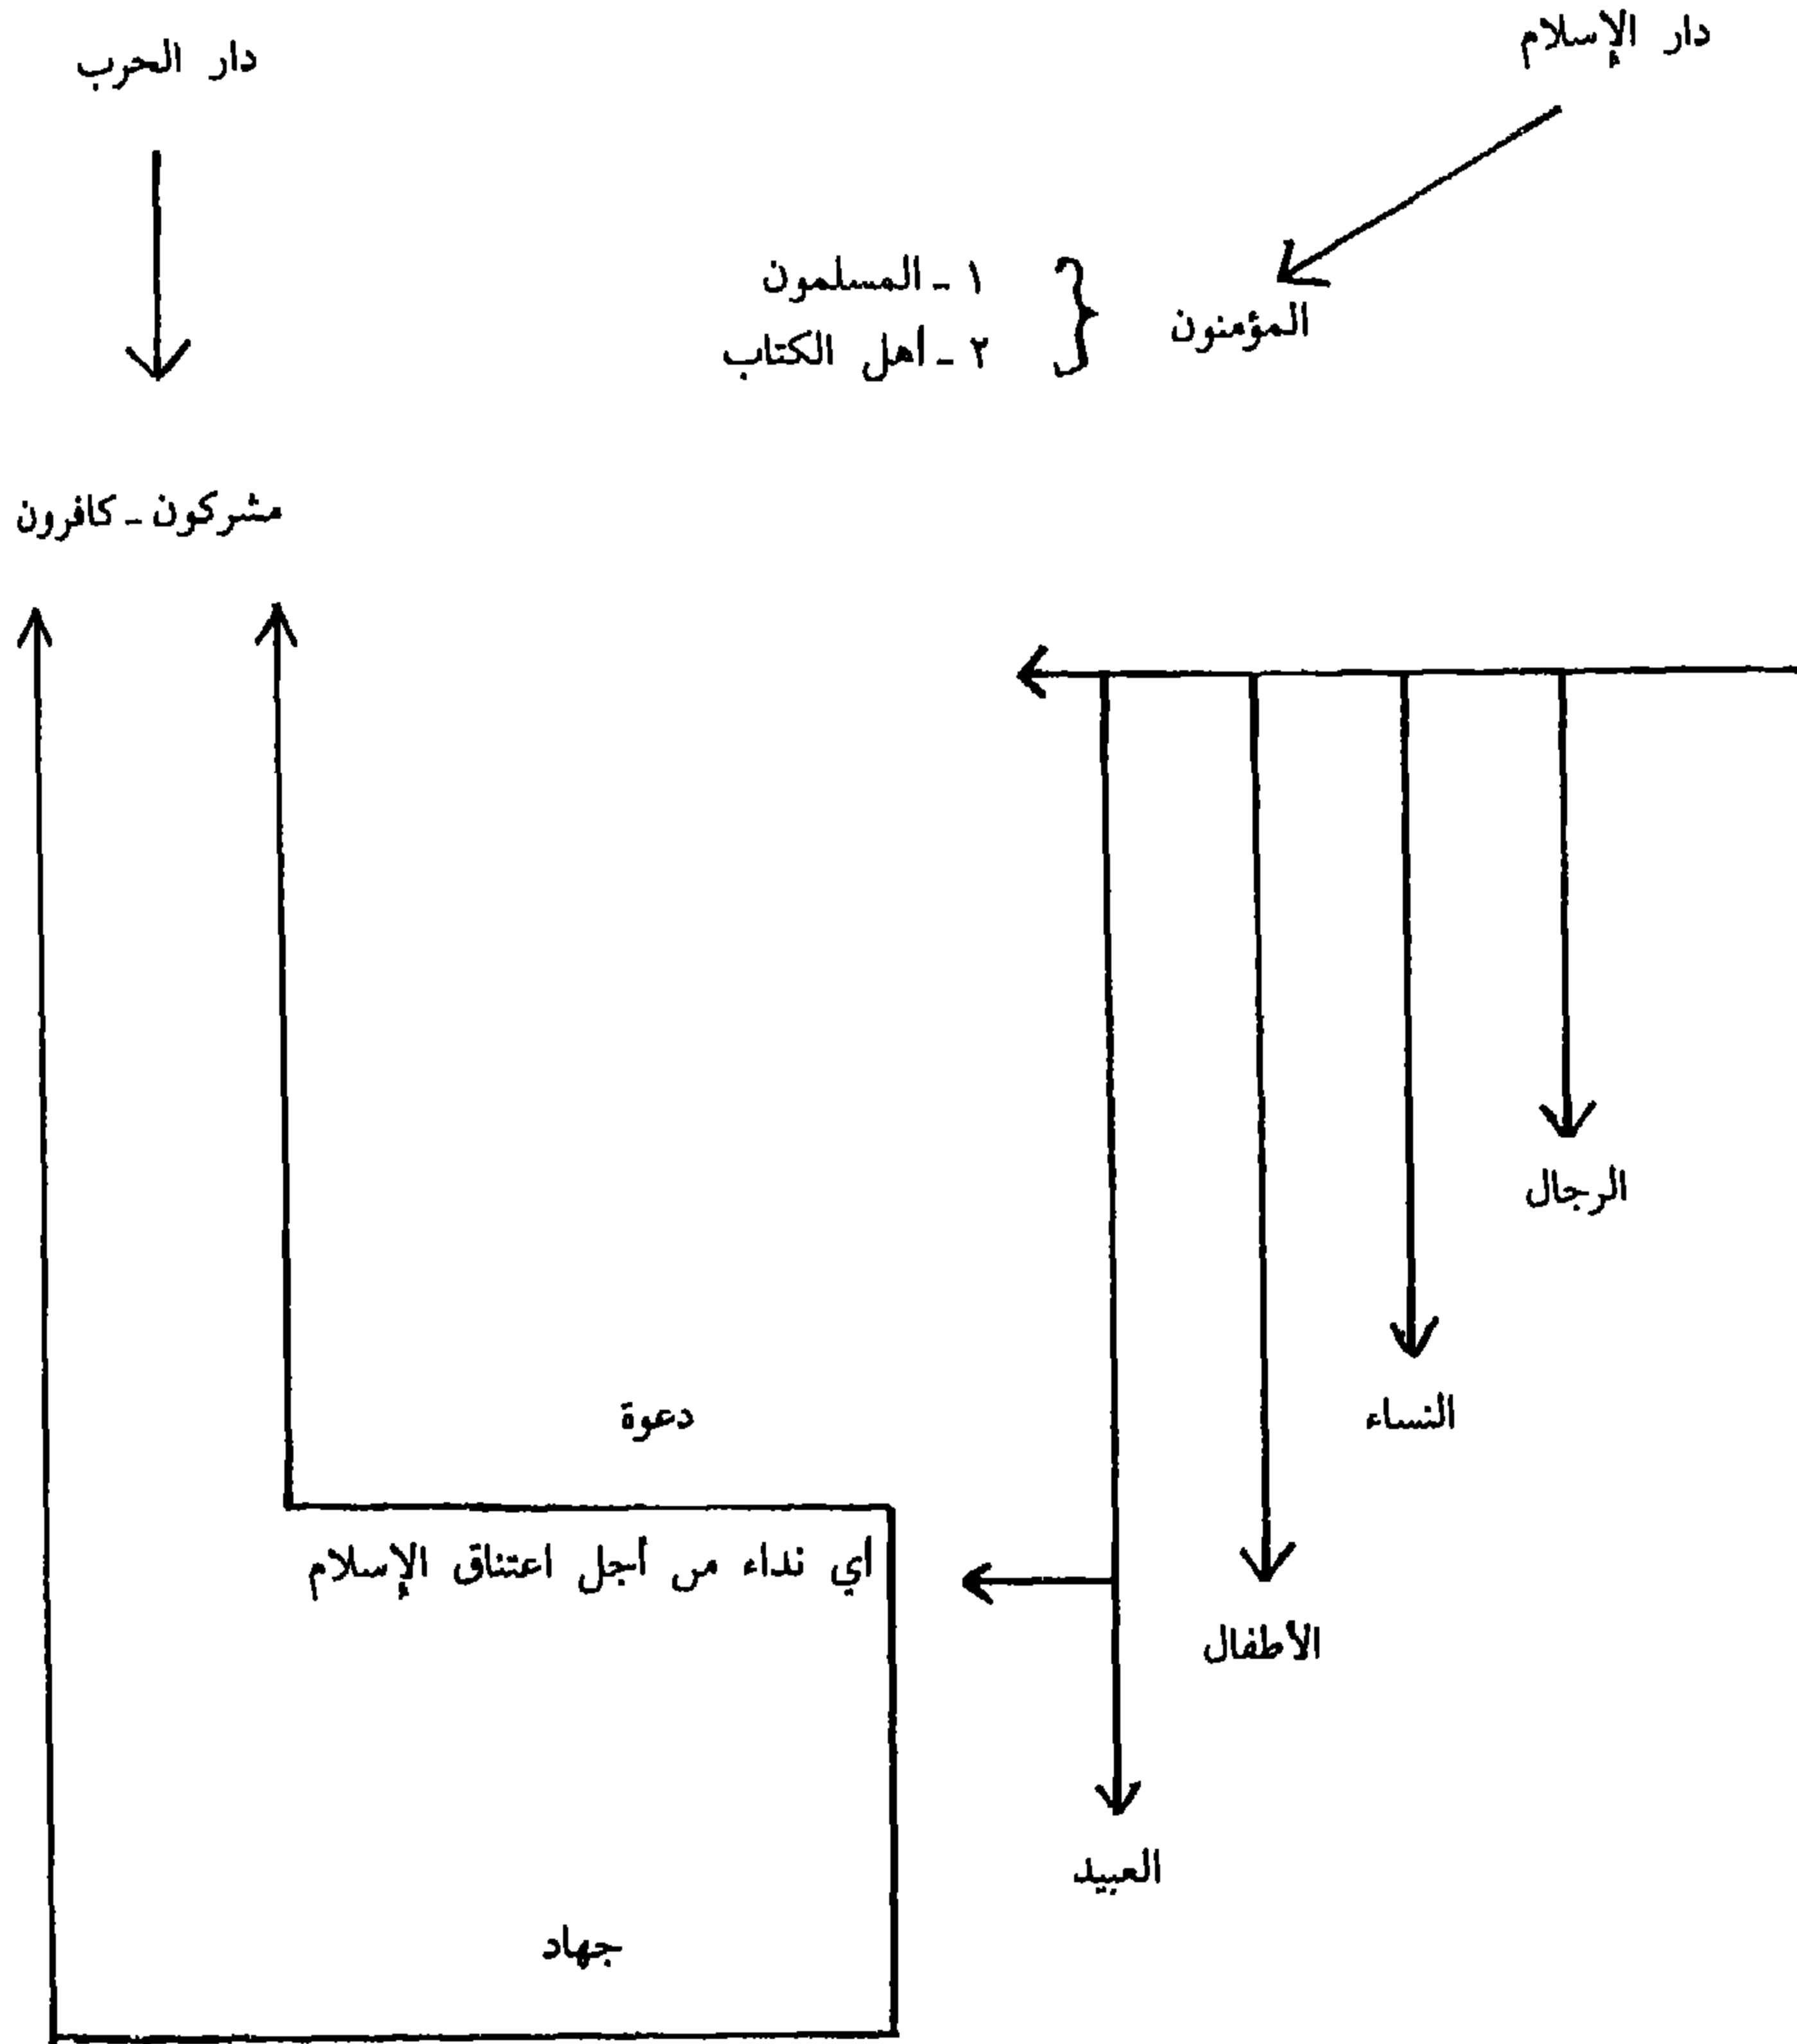 دار الإسلام
دار الحرب
المؤمنون
١ - المسلمون
٢ - اهل الكتاب
مشركون - كافرون
الرجال
النساء
دعوة
أي نداء من أجل اعتناق الإسلام
الأطفال
العبيد
جهاد